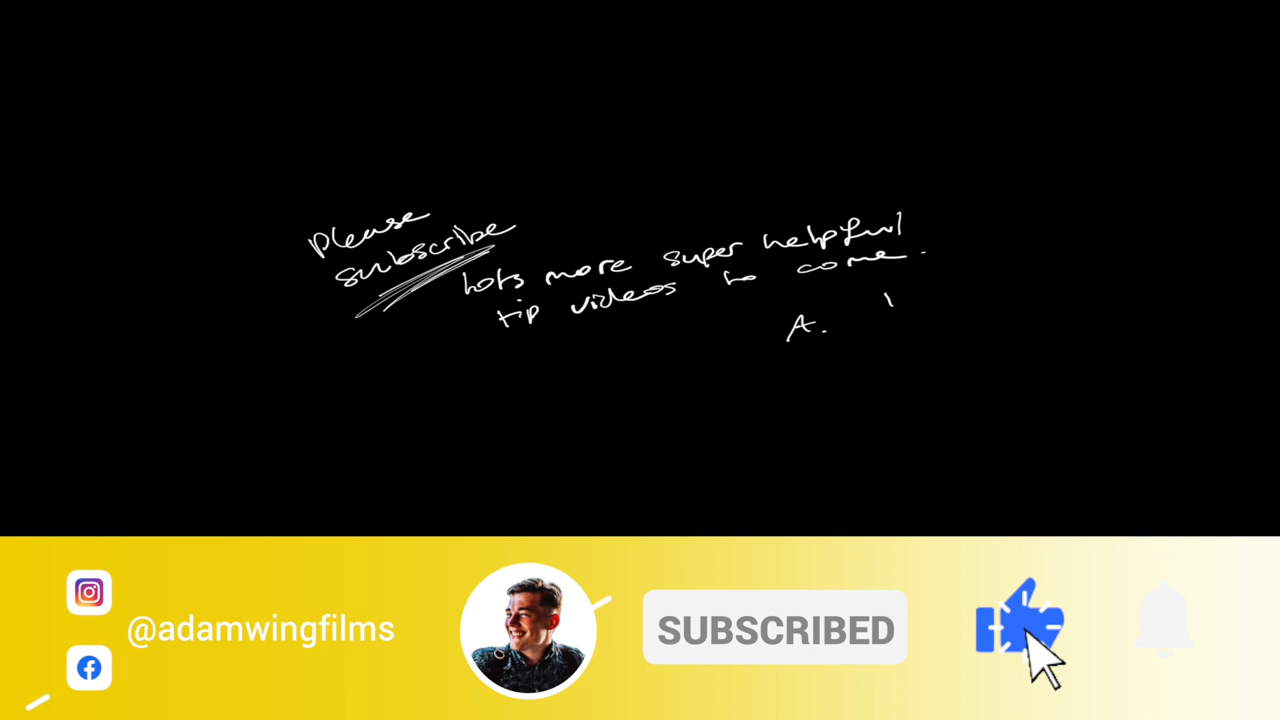 please
subscribe
lots more super helpful
tip videos to come.
A.
@adamwingfilms
SUBSCRIBED